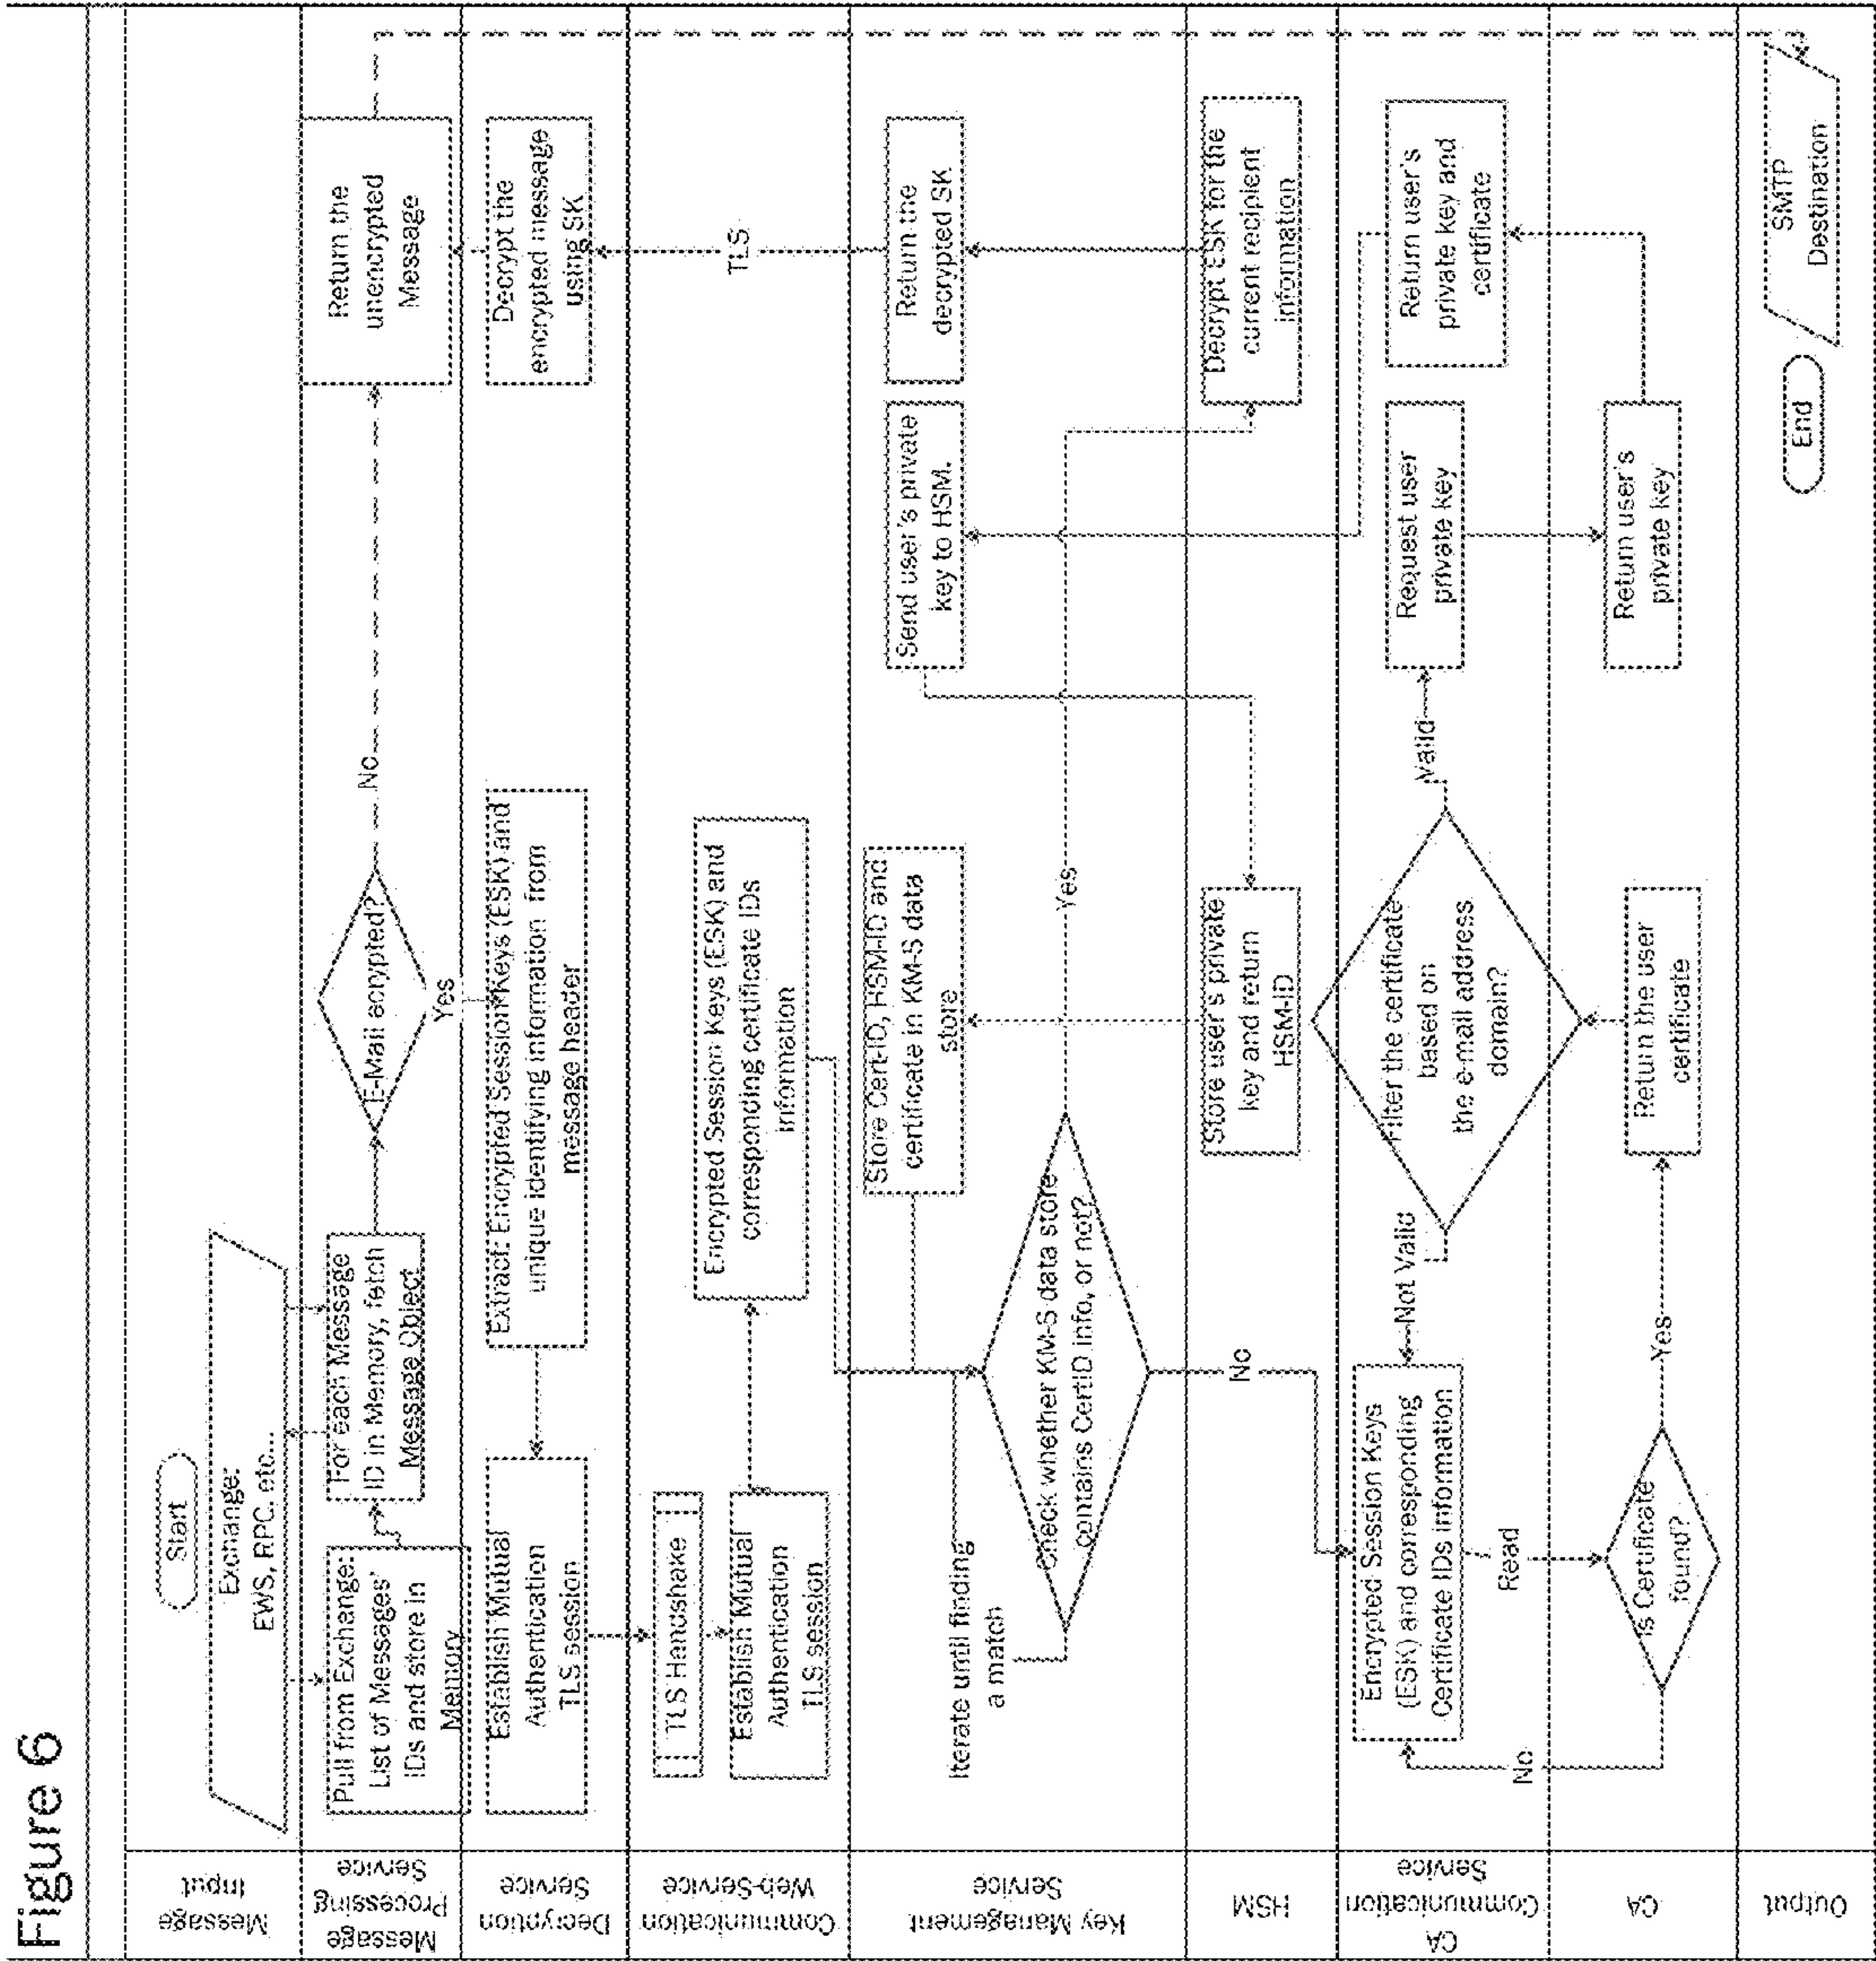 Figure 6
Message
Input
Start
Exchange:
EWS, RPC, etc...
Message
Processing
Service
Pull from Exchange:
List of Messages'
IDs and store in
Memory
For each Message
ID in Memory, fetch
Message Object
E-Mail ecnypted?
No
Yes
Return the
unencrypted
Message
Decryption
Service
Establish Mutual
Authentication
TLS session
Extract: Encrypted Session Keys (ESK) and
unique identifying information from
message header
Decrypt the
encrypted message
using SK
Communication
Web-Service
TLS Handshake
Establish Mutual
Authentication
TLS session
Encrypted Session Keys (ESK) and
corresponding certificate IDs
information
TLS
Key Management
Service
Iterate until finding
a match
Check whether KM-S data store
contains CertID info, or not?
Store Cert-ID, HSM-ID and
certificate in KM-S data
store
Yes
Send user's private
key to HSM.
Return the
decrypted SK
HSM
No
Store user's private
key and return
HSM-ID
Decrypt ESK for the
current recipient
information
CA
Communication
Service
Encrypted Session Keys
(ESK) and corresponding
Certificate IDs information
Read
Not Valid
Filter the certificate
based on
the e-mail address
domain?
Valid
Request user
private key
Return user's
private key and
certificate
CA
No
Is Certificate
found?
Yes
Return the user
certificate
Return user's
private key
Output
End
SMTP
Destination